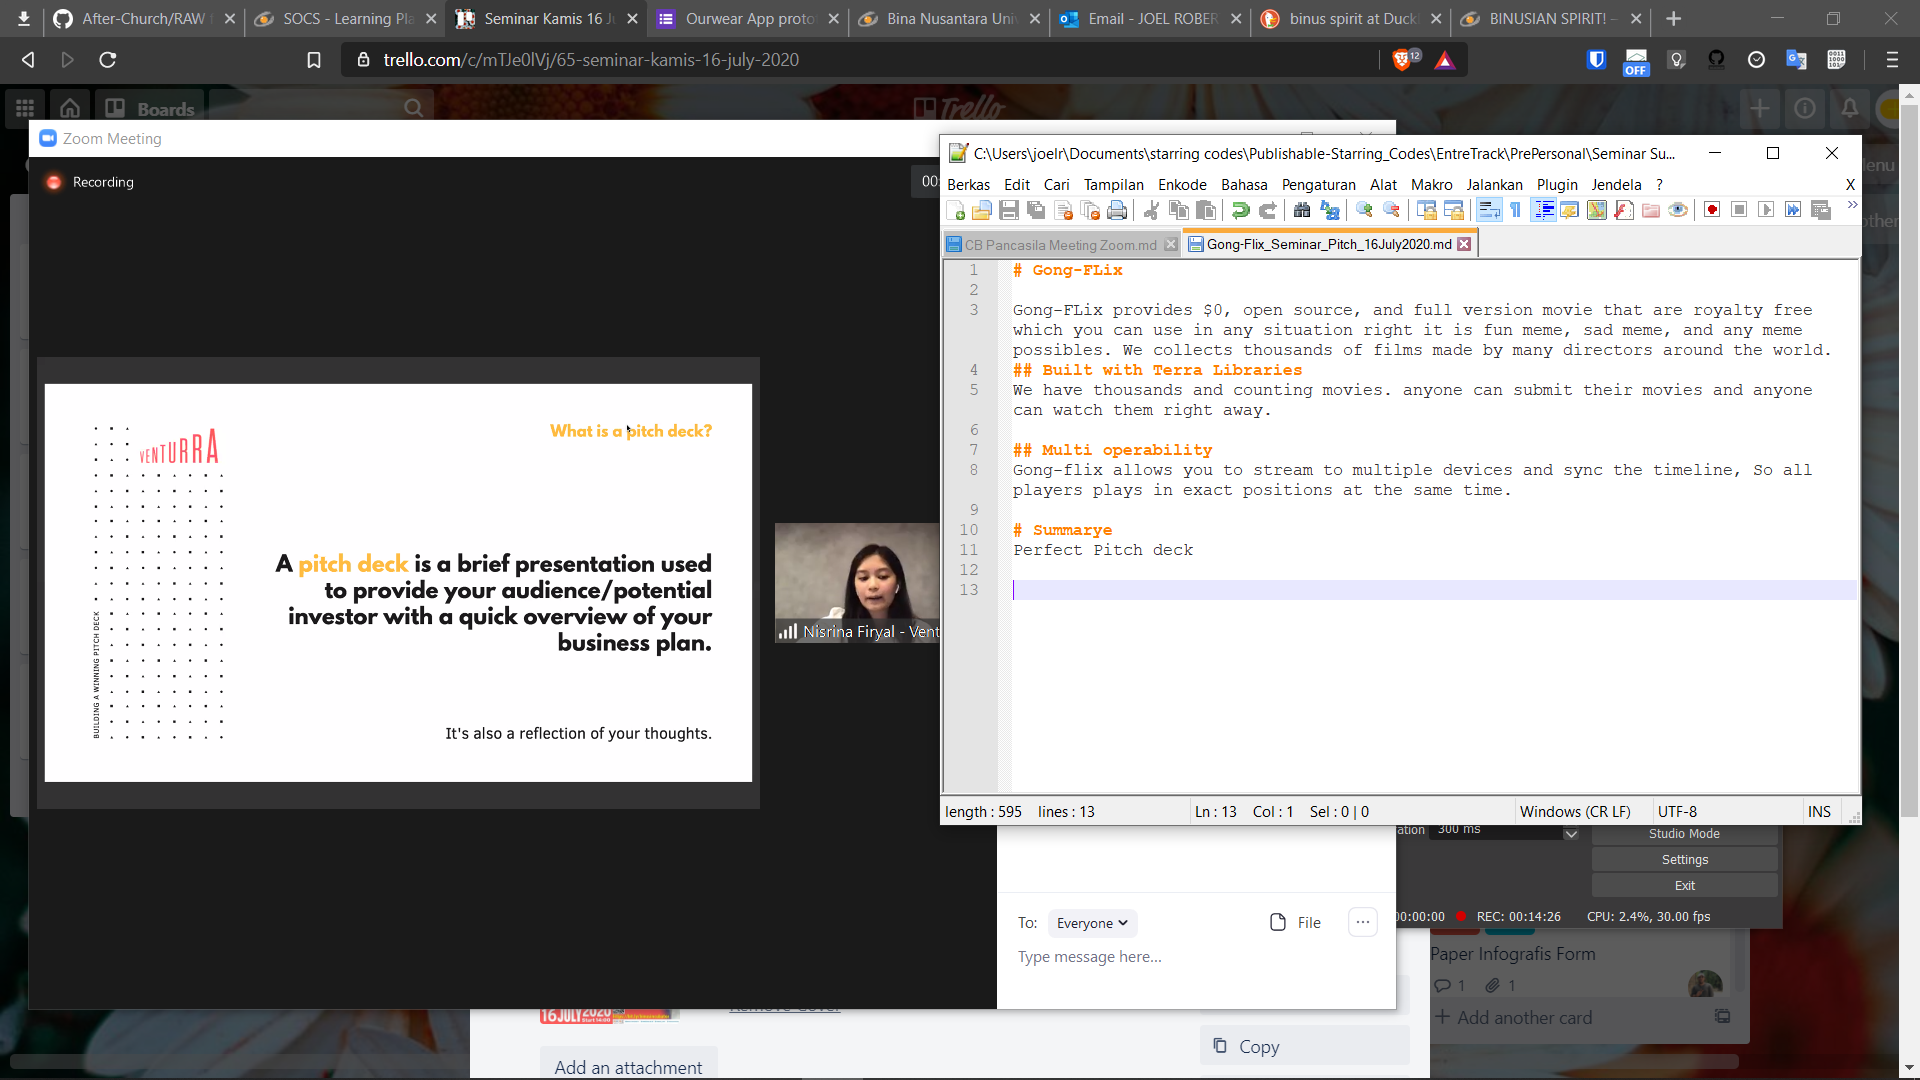 After-Church/RAW
SOCS - Learning Pla
Seminar Kamis 16 J
Ourwear App proto
Bina Nusantara Uni
Email - JOEL ROBER
binus spirit at Duck
BINUSIAN SPIRIT! -
trello.com/c/mTJe0lVj/65-seminar-kamis-16-july-2020
12
OFF
Boards
Trello
Zoom Meeting
Recording
00:
VENTURRA
What is a pitch deck?
A pitch deck is a brief presentation used
to provide your audience/potential
investor with a quick overview of your
business plan.
It's also a reflection of your thoughts.
BUILDING A WINNING PITCH DECK
Nisrina Firyal - Vent
C:\Users\joelr\Documents\starring codes\Publishable-Starring_Codes\EntreTrack\PrePersonal\Seminar Su...
Berkas Edit Cari Tampilan Enkode Bahasa Pengaturan Alat Makro Jalankan Plugin Jendela ? X
CB Pancasila Meeting Zoom.md
Gong-Flix_Seminar_Pitch_16July2020.md
1 # Gong-FLix
2
3 Gong-FLix provides $0, open source, and full version movie that are royalty free
which you can use in any situation right it is fun meme, sad meme, and any meme
possibles. We collects thousands of films made by many directors around the world.
4 ## Built with Terra Libraries
5 We have thousands and counting movies. anyone can submit their movies and anyone
can watch them right away.
6
7 ## Multi operability
8 Gong-flix allows you to stream to multiple devices and sync the timeline, So all
players plays in exact positions at the same time.
9
10 # Summarye
11 Perfect Pitch deck
12
13
length : 595 lines : 13 Ln : 13 Col : 1 Sel : 0 | 0 Windows (CR LF) UTF-8 INS
ation 300 ms
Studio Mode
Settings
Exit
00:00:00 REC: 00:14:26 CPU: 2.4%, 30.00 fps
To: Everyone File
Type message here...
Paper Infografis Form
1 1
Add another card
16 JULY 2020
Remove Cover
Copy
Add an attachment